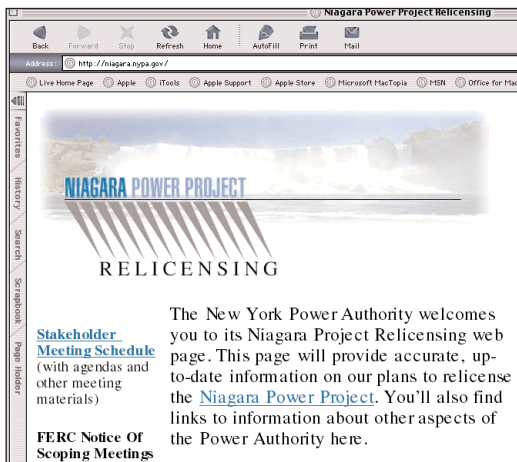 Niagara Power Project Relicensing
Back Forward Stop Refresh Home AutoFill Print Mail
Address: http://niagara.nypa.gov/
Live Home Page Apple iTools Apple Support Apple Store Microsoft MacTopia MSN Office for Mac
Favorites
History
Search
Scrapbook
Page Holder
NIAGARA POWER PROJECT
RELICENSING
Stakeholder
Meeting Schedule
(with agendas and
other meeting
materials)
FERC Notice Of
Scoping Meetings
The New York Power Authority welcomes
you to its Niagara Project Relicensing web
page. This page will provide accurate, up-
to-date information on our plans to relicense
the Niagara Power Project. You'll also find
links to information about other aspects of
the Power Authority here.